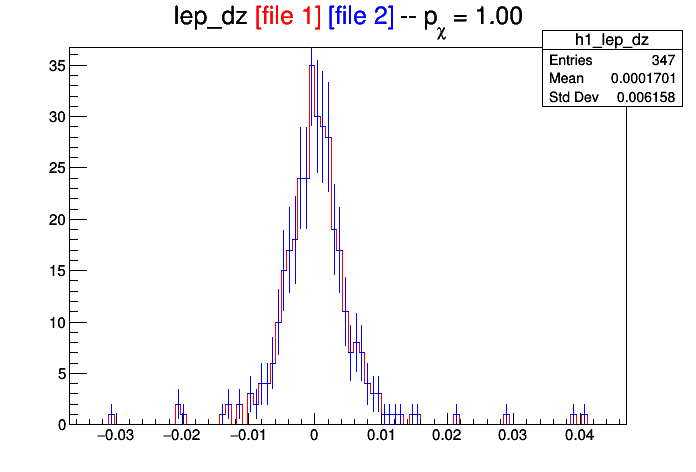 lep_dz [file 1] [file 2] -- pχ = 1.00
h1_lep_dz
Entries 347
Mean 0.0001701
Std Dev 0.006158
35
30
25
20
15
10
5
0
−0.03 −0.02 −0.01 0 0.01 0.02 0.03 0.04